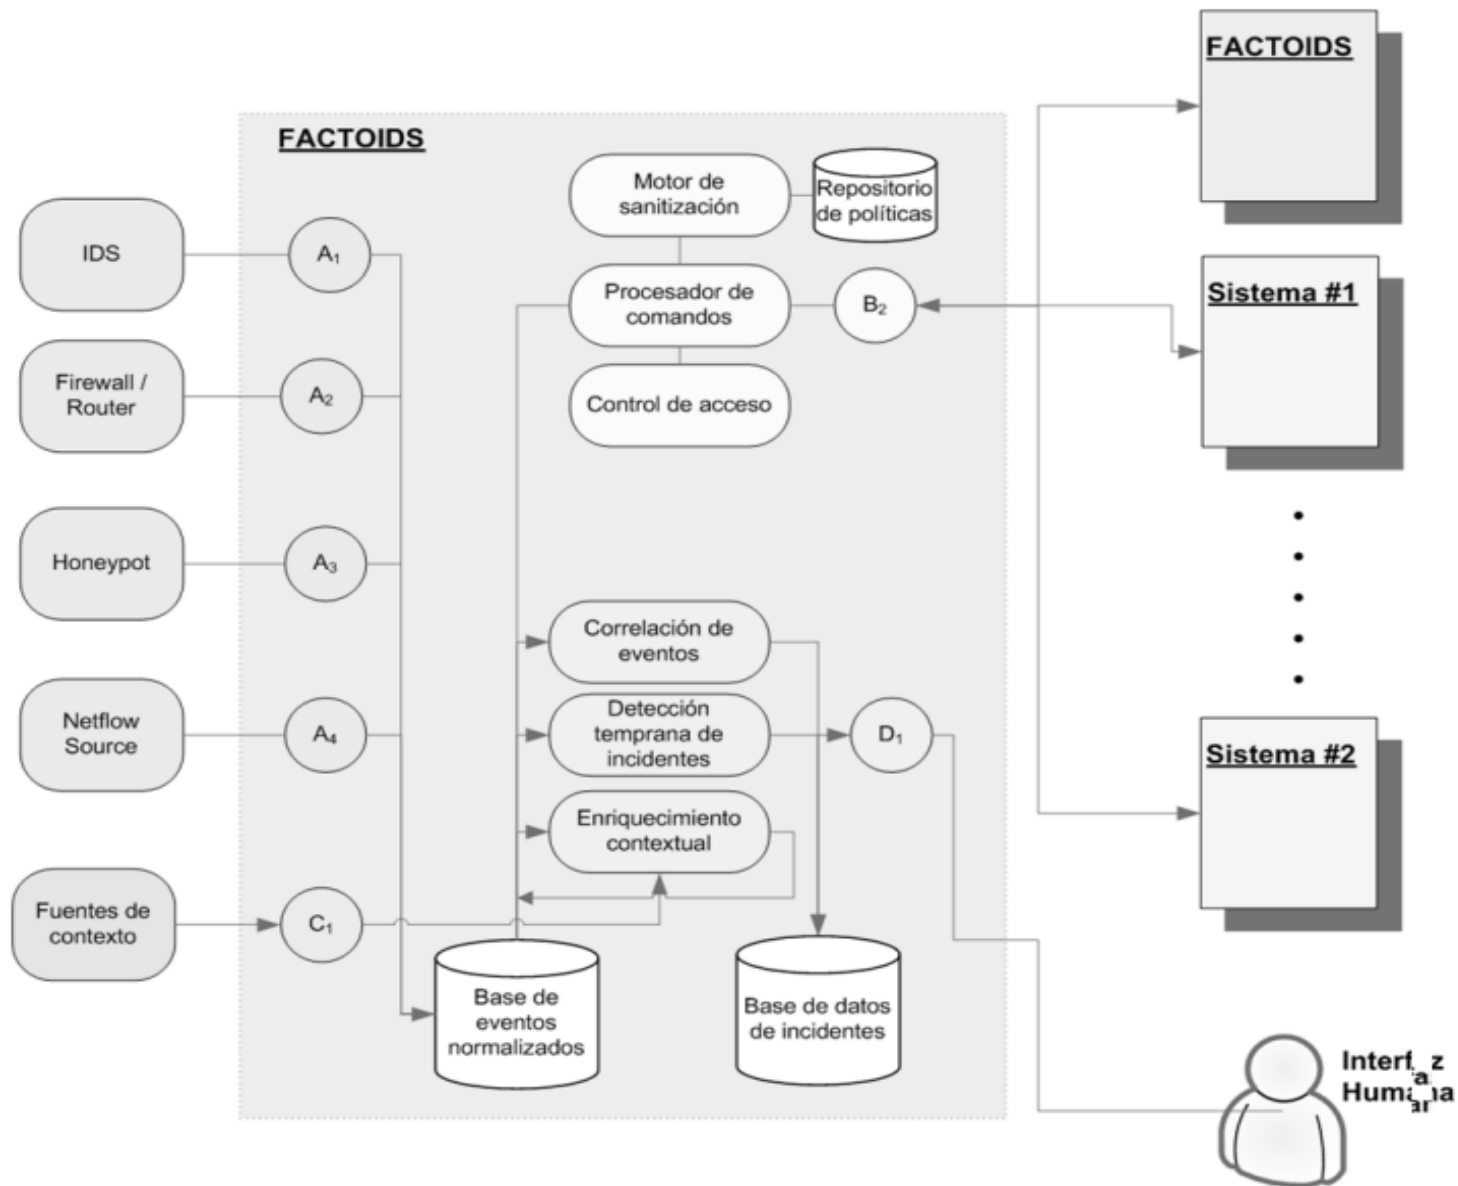 FACTOIDS
FACTOIDS
Motor de
sanitización
Repositorio
de políticas
IDS
A₁
Procesador de
comandos
B₂
Sistema #1
Firewall /
Router
A₂
Control de acceso
Honeypot
A₃
Correlación de
eventos
Netflow
Source
A₄
Detección
temprana de
incidentes
D₁
Sistema #2
Enriquecimiento
contextual
Fuentes de
contexto
C₁
Base de
eventos
normalizados
Base de datos
de incidentes
Interfaz
Humana